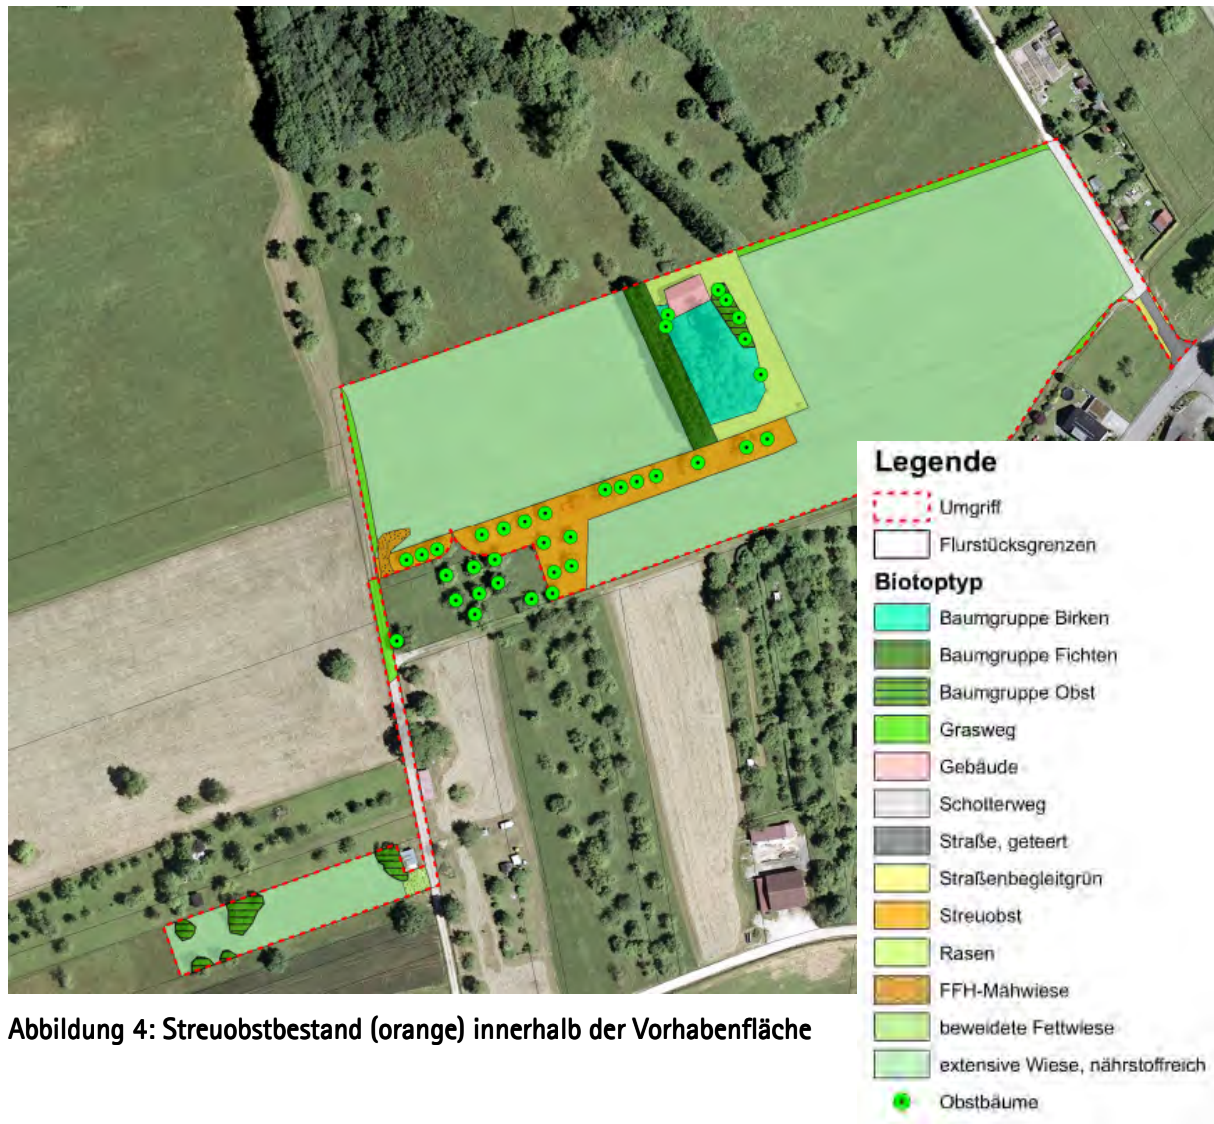 Legende
Umgriff
Flurstücksgrenzen
Biotoptyp
Baumgruppe Birken
Baumgruppe Fichten
Baumgruppe Obst
Grasweg
Gebäude
Schotterweg
Straße, geteert
Straßenbegleitgrün
Streuobst
Rasen
FFH-Mähwiese
beweidete Fettwiese
extensive Wiese, nährstoffreich
Obstbäume
Abbildung 4: Streuobstbestand (orange) innerhalb der Vorhabenfläche